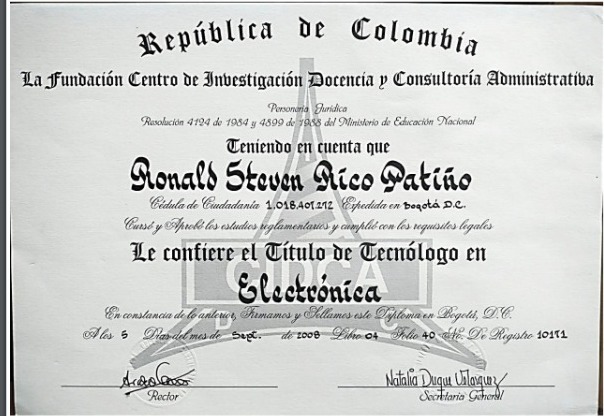 República de Colombia
La Fundación Centro de Investigación Docencia y Consultoría Administrativa
Personería Jurídica
Resolución 4124 de 1984 y 4899 de 1988 del Ministerio de Educación Nacional
Teniendo en cuenta que
Ronald Steven Rico Patiño
Cédula de Ciudadanía 1.018.407.272 Expedida en Bogotá D.C.
Cursó y Aprobó los estudios reglamentarios y cumplió con los requisitos legales
Le confiere el Título de Tecnólogo en
CIDCA
Electrónica
En constancia de lo anterior, Firmamos y Sellamos este Diploma en Bogotá, D.C.
A los 5 Días del mes de Sept. de 2008 Libro 04 Folio 40 No. De Registro 10171
Natalia Duque
Rector
Secretaria General